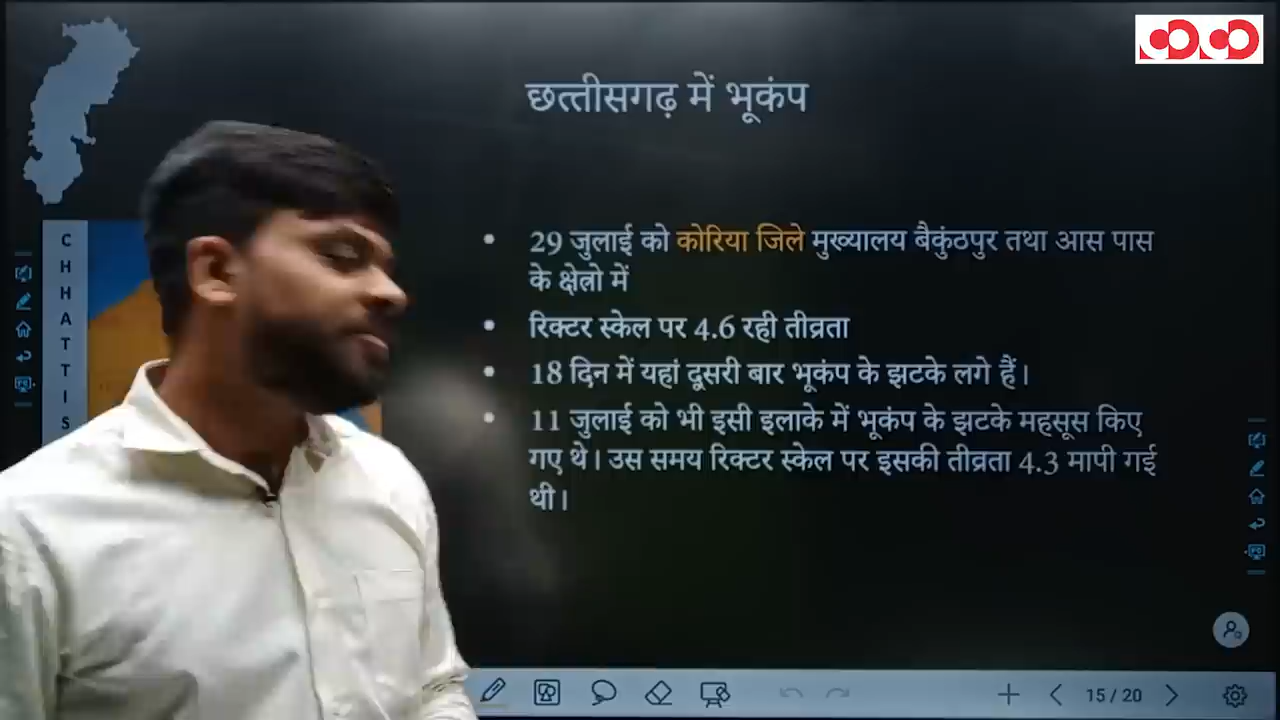 छत्तीसगढ़ में भूकंप
29 जुलाई को कोरिया जिले मुख्यालय बैकुंठपुर तथा आस पास
के क्षेत्रो में
रिक्टर स्केल पर 4.6 रही तीव्रता
18 दिन में यहां दूसरी बार भूकंप के झटके लगे हैं।
11 जुलाई को भी इसी इलाके में भूकंप के झटके महसूस किए
गए थे। उस समय रिक्टर स्केल पर इसकी तीव्रता 4.3 मापी गई
थी।
C
H
H
A
T
T
I
S
15 / 20